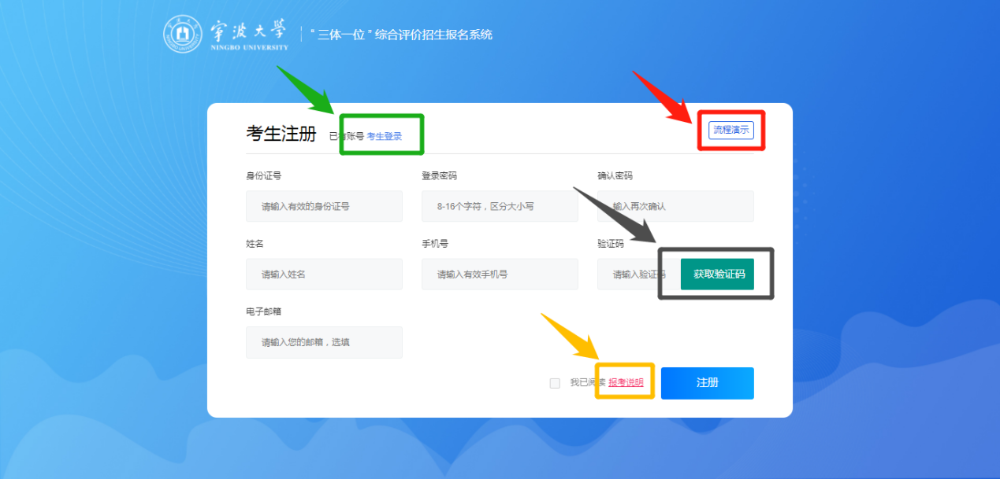 寧波大學 “三体一位”综合评价招生报名系统
NINGBO UNIVERSITY
考生注册 已有账号 考生登录 流程演示
身份证号 登录密码 确认密码
请输入有效的身份证号 8-16个字符，区分大小写 输入再次确认
姓名 手机号 验证码
请输入姓名 请输入有效手机号 请输入验证码 获取验证码
电子邮箱
请输入您的邮箱，选填
我已阅读 报考说明 注册